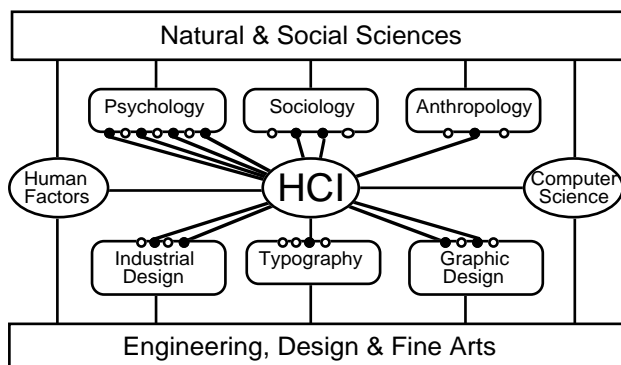 Natural & Social Sciences
Psychology
Sociology
Anthropology
Human
Factors
HCI
Computer
Science
Industrial
Design
Typography
Graphic
Design
Engineering, Design & Fine Arts